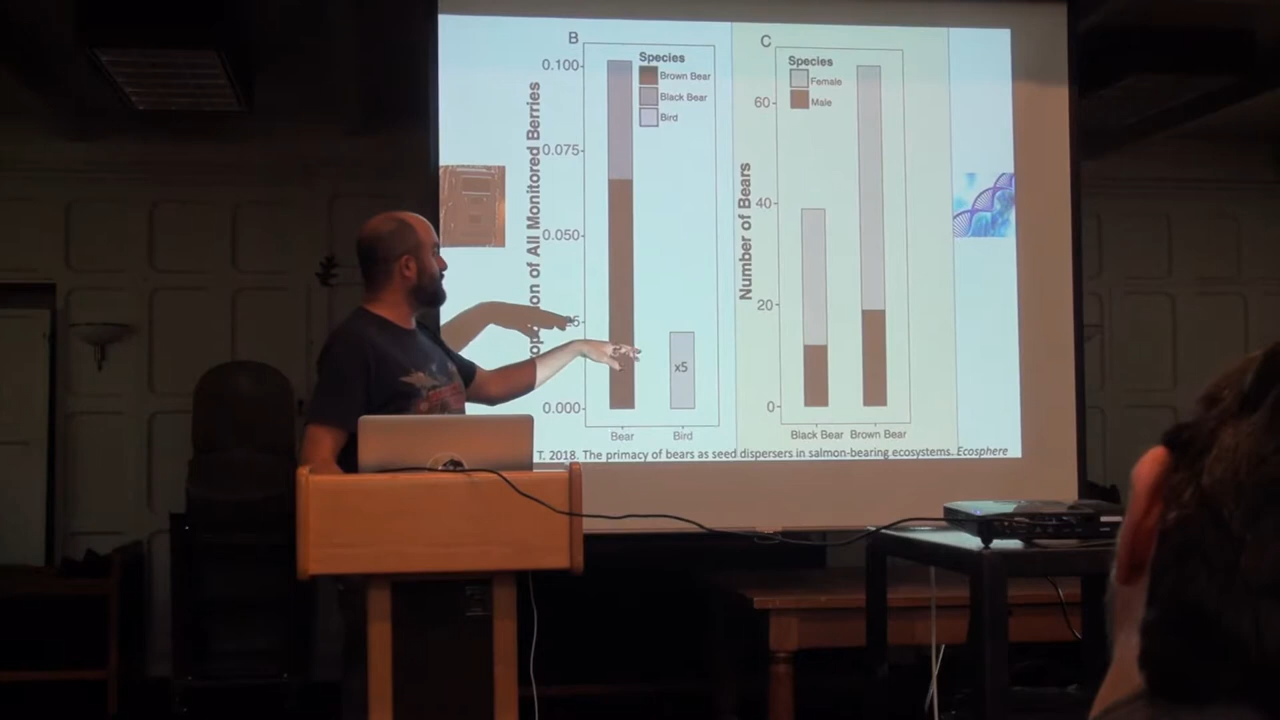 B
Species
Brown Bear
Black Bear
Bird
0.100
0.075
0.050
0.000
of All Monitored Berries
x5
Bear
Bird
C
Species
Female
Male
60
40
20
0
Number of Bears
Black Bear
Brown Bear
T. 2018. The primacy of bears as seed dispersers in salmon-bearing ecosystems. Ecosphere